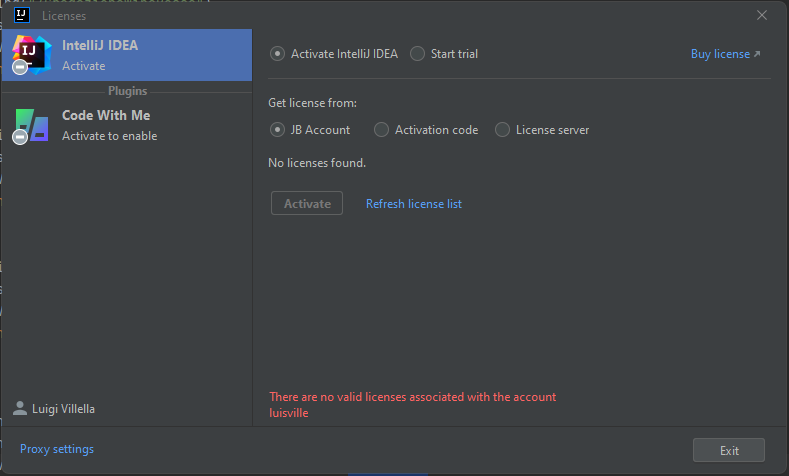 Licenses
IntelliJ IDEA
Activate
Plugins
Code With Me
Activate to enable
Luigi Villella
Activate IntelliJ IDEA Start trial Buy license ↗
Get license from:
JB Account Activation code License server
No licenses found.
Activate Refresh license list
There are no valid licenses associated with the account
luisville
Proxy settings
Exit